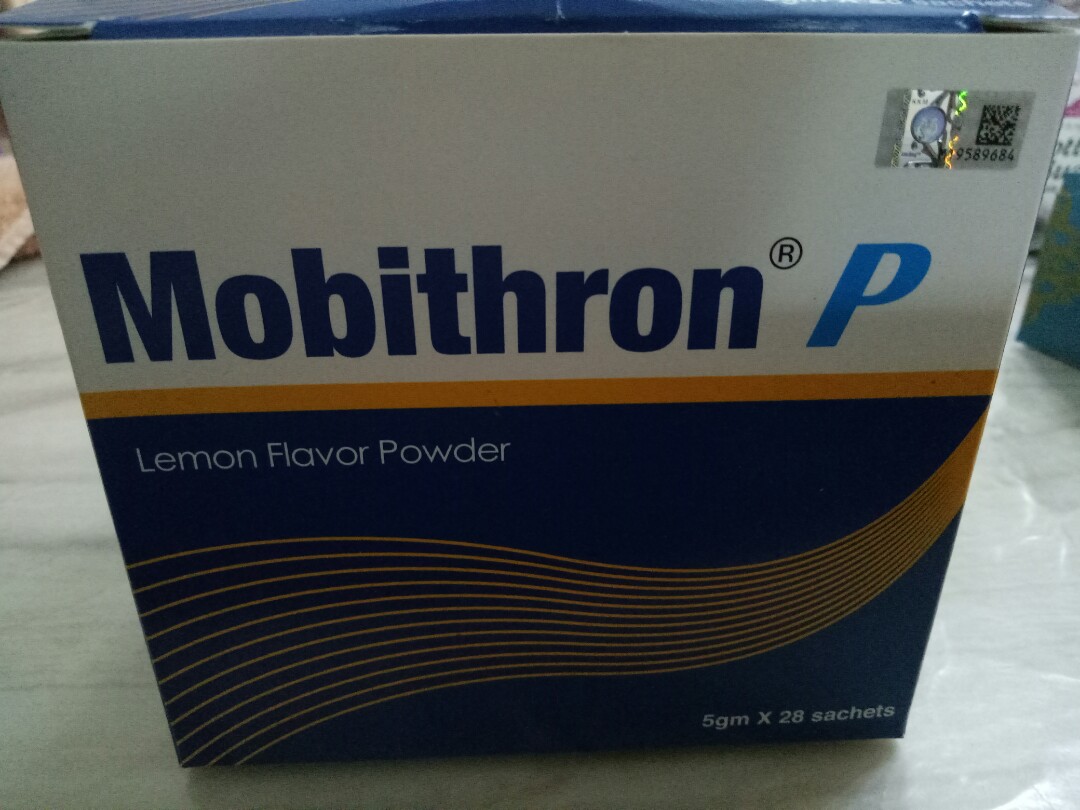 9589684
Mobithron® P
Lemon Flavor Powder
5gm X 28 sachets